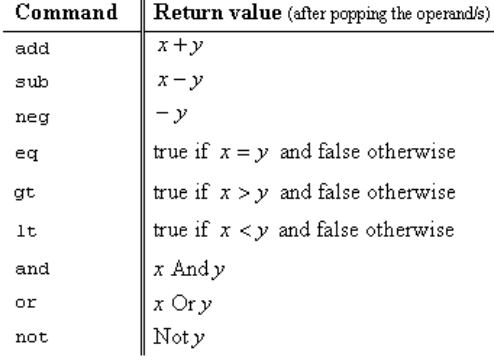 Command Return value (after popping the operand/s)
add x + y
sub x − y
neg − y
eq true if x = y and false otherwise
gt true if x > y and false otherwise
lt true if x < y and false otherwise
and x And y
or x Or y
not Not y